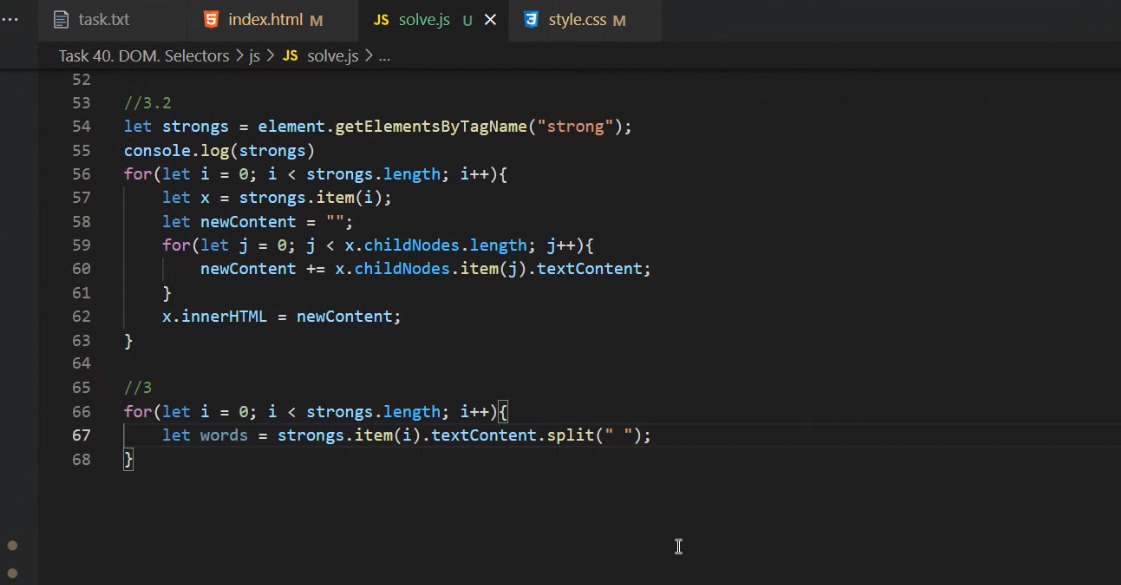 task.txt index.html M JS solve.js U style.css M
Task 40. DOM. Selectors > js > JS solve.js > ...
52
53 //3.2
54 let strongs = element.getElementsByTagName("strong");
55 console.log(strongs)
56 for(let i = 0; i < strongs.length; i++){
57 let x = strongs.item(i);
58 let newContent = "";
59 for(let j = 0; j < x.childNodes.length; j++){
60 newContent += x.childNodes.item(j).textContent;
61 }
62 x.innerHTML = newContent;
63 }
64
65 //3
66 for(let i = 0; i < strongs.length; i++){
67 let words = strongs.item(i).textContent.split(" ");
68 }